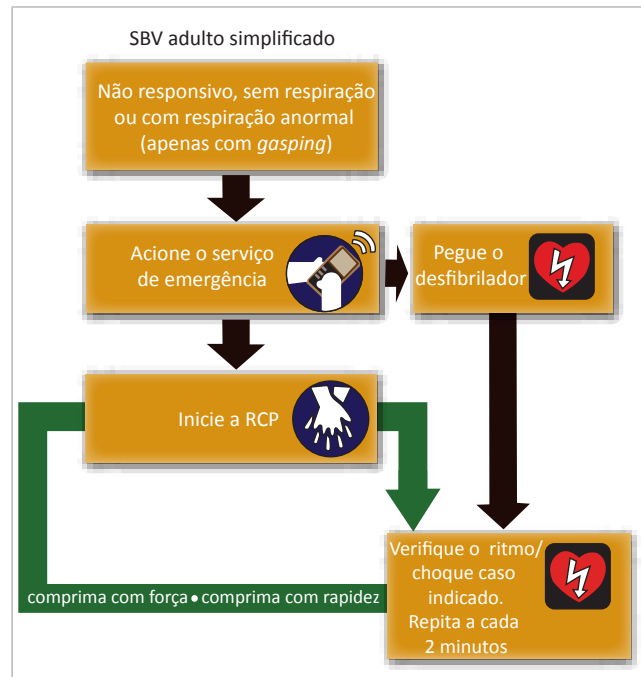 SBV adulto simplificado
Não responsivo, sem respiração
ou com respiração anormal
(apenas com gasping)
Acione o serviço
de emergência
Pegue o
desfibrilador
Inicie a RCP
Verifique o ritmo/
choque caso
indicado.
Repita a cada
2 minutos
comprima com força • comprima com rapidez